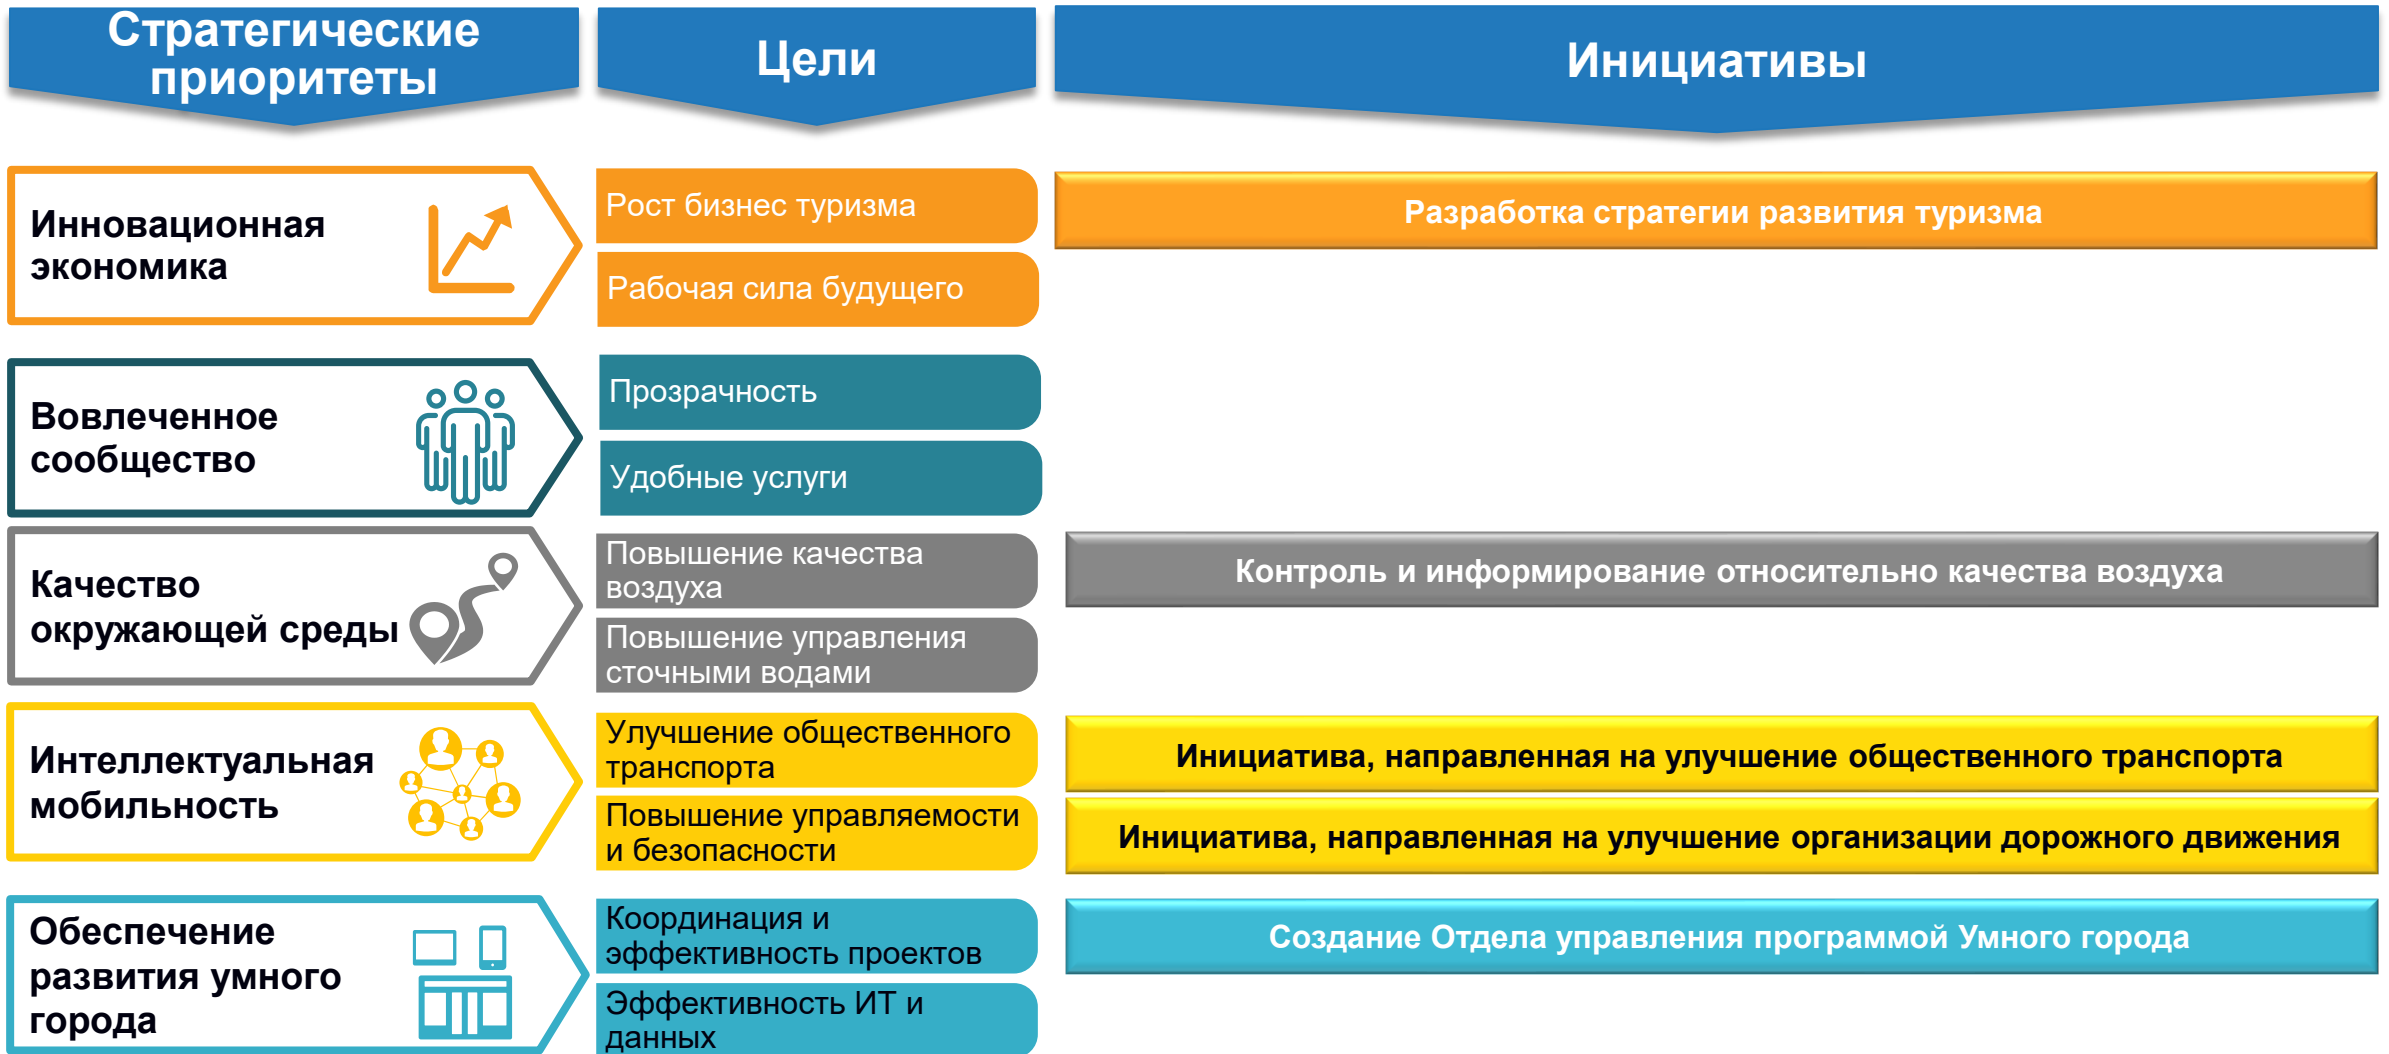 Стратегические
приоритеты
Цели
Инициативы
Инновационная
экономика
Рост бизнес туризма
Разработка стратегии развития туризма
Рабочая сила будущего
Вовлеченное
сообщество
Прозрачность
Удобные услуги
Качество
окружающей среды
Повышение качества
воздуха
Контроль и информирование относительно качества воздуха
Повышение управления
сточными водами
Интеллектуальная
мобильность
Улучшение общественного
транспорта
Инициатива, направленная на улучшение общественного транспорта
Повышение управляемости
и безопасности
Инициатива, направленная на улучшение организации дорожного движения
Обеспечение
развития умного
города
Координация и
эффективность проектов
Создание Отдела управления программой Умного города
Эффективность ИТ и
данных